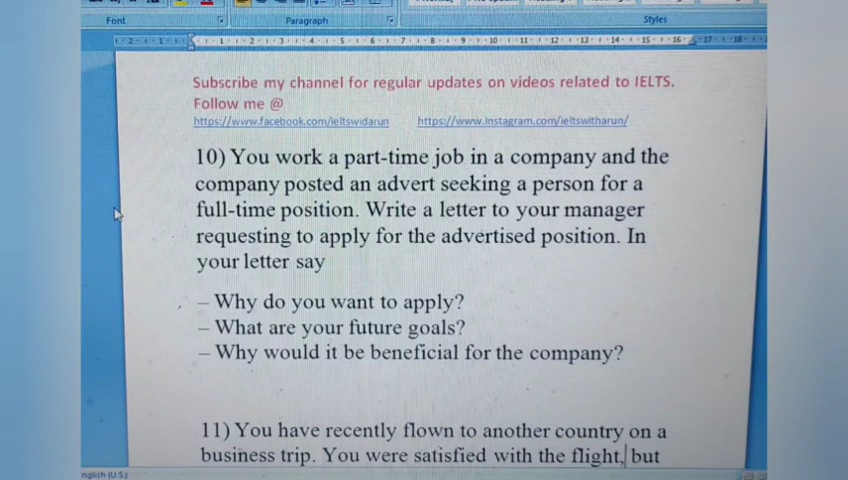 Font
Paragraph
Styles
Subscribe my channel for regular updates on videos related to IELTS.
Follow me @
https://www.facebook.com/ieltswidarun https://www.instagram.com/ieltswitharun/
10) You work a part-time job in a company and the
company posted an advert seeking a person for a
full-time position. Write a letter to your manager
requesting to apply for the advertised position. In
your letter say
– Why do you want to apply?
– What are your future goals?
– Why would it be beneficial for the company?
11) You have recently flown to another country on a
business trip. You were satisfied with the flight, but
nglish (U.S.)